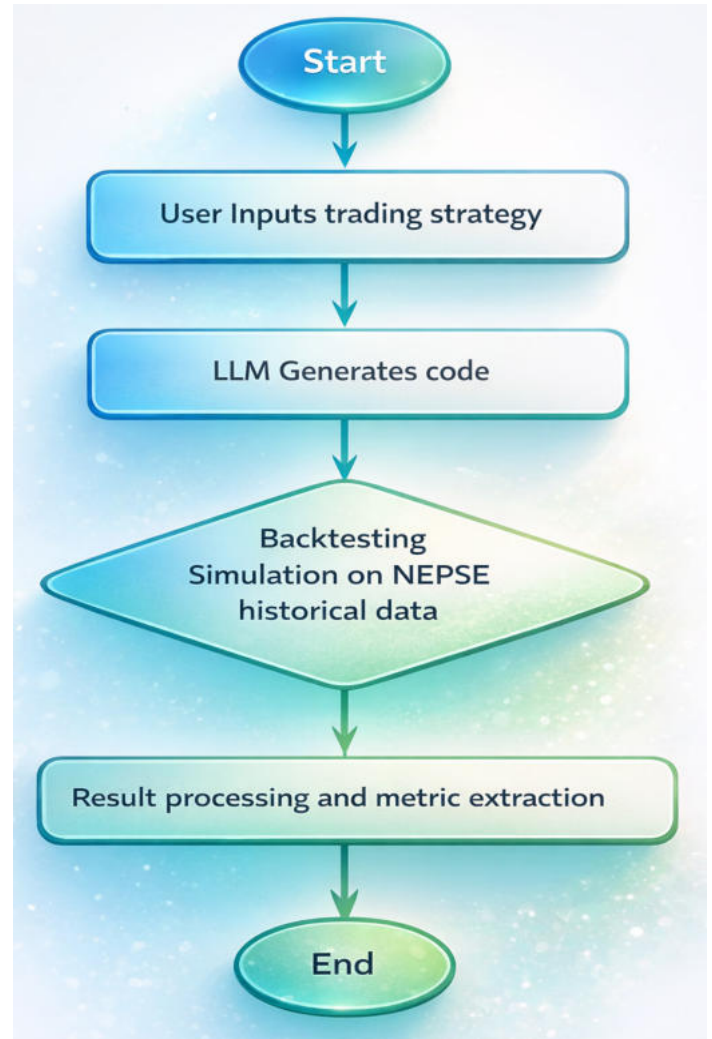 Start
User Inputs trading strategy
LLM Generates code
Backtesting
Simulation on NEPSE
historical data
Result processing and metric extraction
End